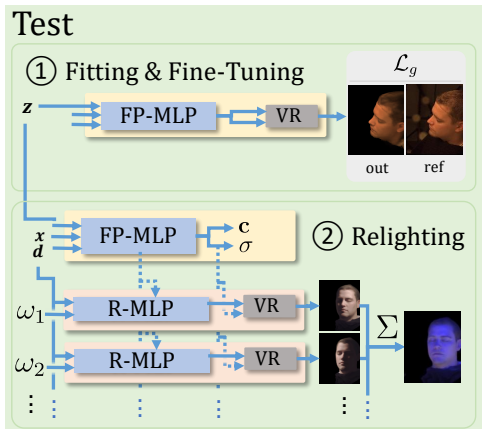 Test
① Fitting & Fine-Tuning
z
FP-MLP
VR
ℒg
out
ref
x
d
FP-MLP
c
σ
② Relighting
ω1
R-MLP
VR
Σ
ω2
R-MLP
VR
⋮ ⋮ ⋮ ⋮ ⋮